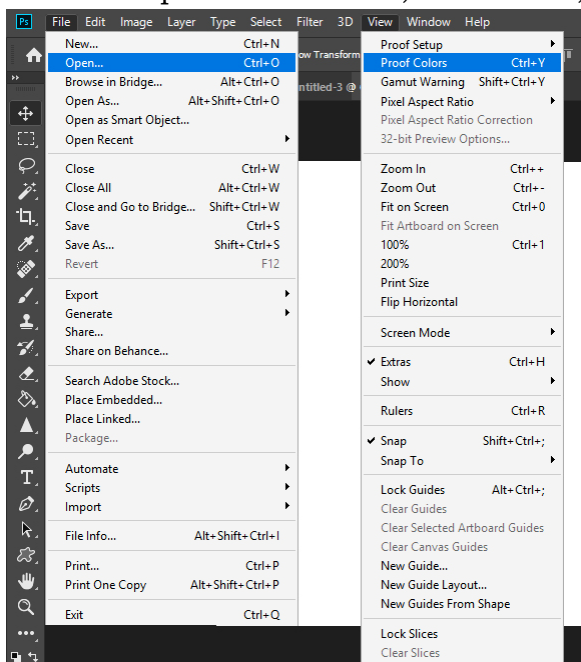 Ps File Edit Image Layer Type Select Filter 3D View Window Help
New... Ctrl+N
Open... Ctrl+O
Browse in Bridge... Alt+Ctrl+O
Open As... Alt+Shift+Ctrl+O
Open as Smart Object...
Open Recent
Close Ctrl+W
Close All Alt+Ctrl+W
Close and Go to Bridge... Shift+Ctrl+W
Save Ctrl+S
Save As... Shift+Ctrl+S
Revert F12
Export
Generate
Share...
Share on Behance...
Search Adobe Stock...
Place Embedded...
Place Linked...
Package...
Automate
Scripts
Import
File Info... Alt+Shift+Ctrl+I
Print... Ctrl+P
Print One Copy Alt+Shift+Ctrl+P
Exit Ctrl+Q
ow Transform
ntitled-3 @
Proof Setup
Proof Colors Ctrl+Y
Gamut Warning Shift+Ctrl+Y
Pixel Aspect Ratio
Pixel Aspect Ratio Correction
32-bit Preview Options...
Zoom In Ctrl++
Zoom Out Ctrl+-
Fit on Screen Ctrl+0
Fit Artboard on Screen
100% Ctrl+1
200%
Print Size
Flip Horizontal
Screen Mode
Extras Ctrl+H
Show
Rulers Ctrl+R
Snap Shift+Ctrl+;
Snap To
Lock Guides Alt+Ctrl+;
Clear Guides
Clear Selected Artboard Guides
Clear Canvas Guides
New Guide...
New Guide Layout...
New Guides From Shape
Lock Slices
Clear Slices